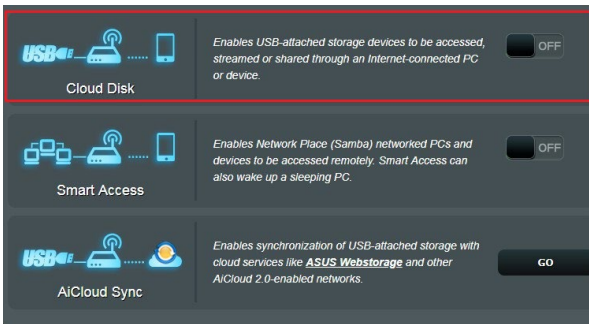 USB
Cloud Disk
Enables USB-attached storage devices to be accessed,
streamed or shared through an Internet-connected PC
or device.
OFF
Smart Access
Enables Network Place (Samba) networked PCs and
devices to be accessed remotely. Smart Access can
also wake up a sleeping PC.
OFF
USB
AiCloud Sync
Enables synchronization of USB-attached storage with
cloud services like ASUS Webstorage and other
AiCloud 2.0-enabled networks.
GO